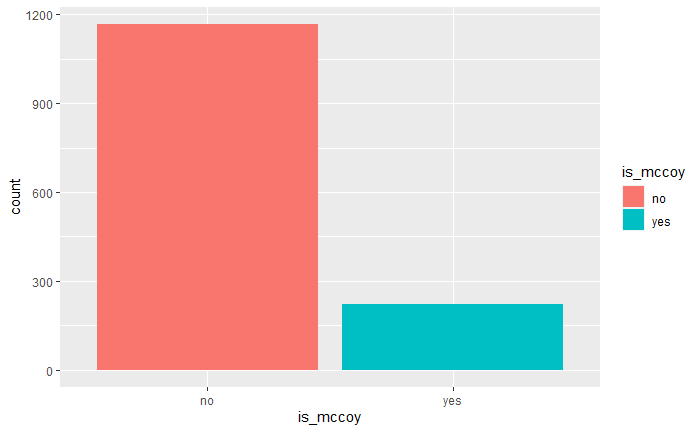 1200
900
600
300
0
count
no
yes
is_mccoy
is_mccoy
no
yes